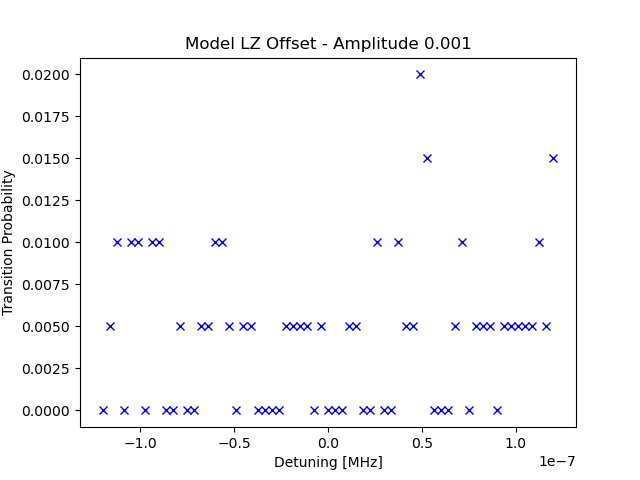 Model LZ Offset - Amplitude 0.001
0.0200
0.0175
0.0150
0.0125
0.0100
0.0075
0.0050
0.0025
0.0000
Transition Probability
−1.0 −0.5 0.0 0.5 1.0
1e−7
Detuning [MHz]